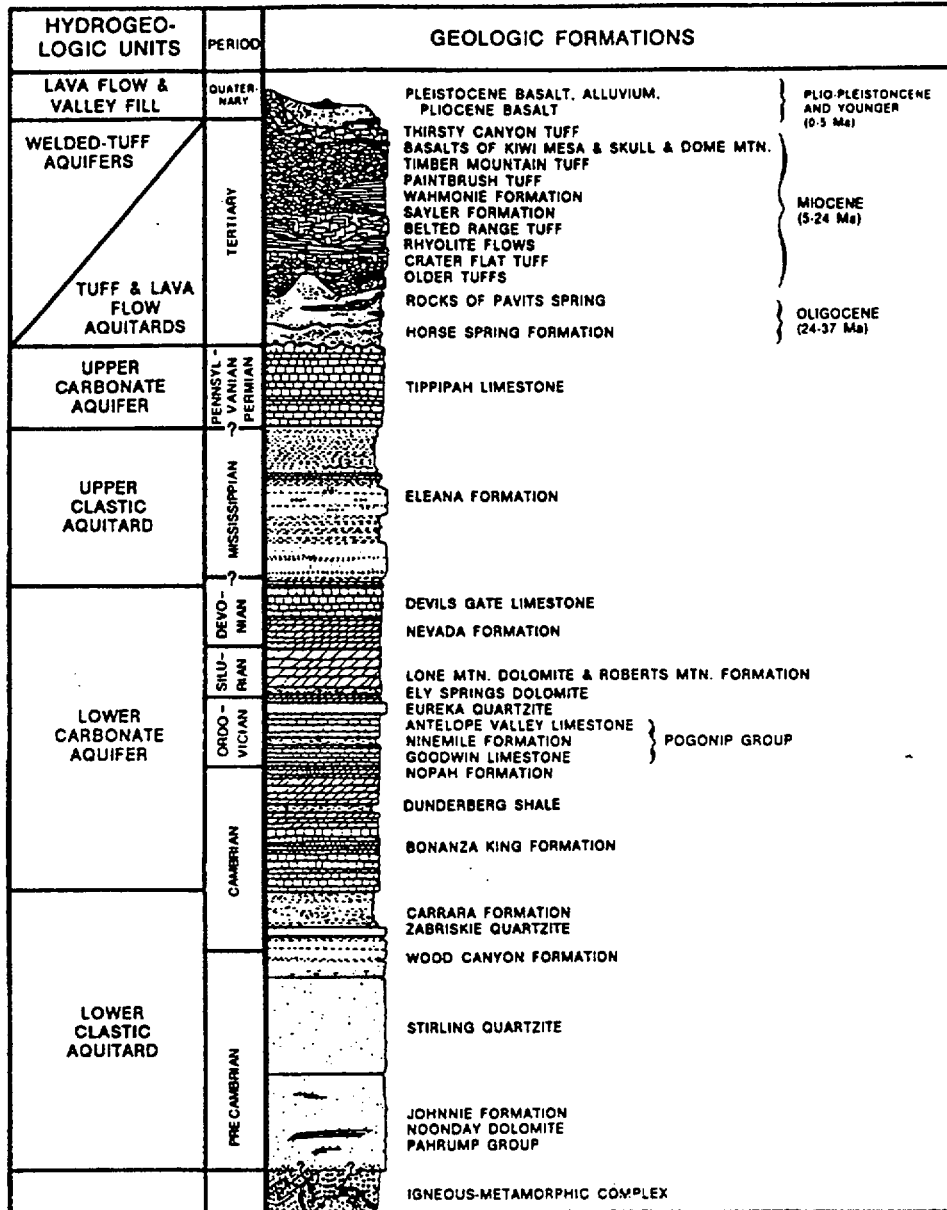 HYDROGEO-
LOGIC UNITS
PERIOD
GEOLOGIC FORMATIONS
LAVA FLOW &
VALLEY FILL
QUATER-
NARY
PLEISTOCENE BASALT, ALLUVIUM,
PLIOCENE BASALT
PLIO-PLEISTONCENE
AND YOUNGER
(0-5 Ma)
WELDED-TUFF
AQUIFERS
TUFF & LAVA
FLOW
AQUITARDS
TERTIARY
THIRSTY CANYON TUFF
BASALTS OF KIWI MESA & SKULL & DOME MTN.
TIMBER MOUNTAIN TUFF
PAINTBRUSH TUFF
WAHMONIE FORMATION
SAYLER FORMATION
BELTED RANGE TUFF
RHYOLITE FLOWS
CRATER FLAT TUFF
OLDER TUFFS
MIOCENE
(5-24 Ma)
ROCKS OF PAVITS SPRING
HORSE SPRING FORMATION
OLIGOCENE
(24-37 Ma)
UPPER
CARBONATE
AQUIFER
PENNSYL-
VANIAN
PERMIAN
TIPPIPAH LIMESTONE
?
UPPER
CLASTIC
AQUITARD
MISSISSIPPIAN
ELEANA FORMATION
?
LOWER
CARBONATE
AQUIFER
DEVO-
NIAN
DEVILS GATE LIMESTONE
NEVADA FORMATION
SILU-
RIAN
LONE MTN. DOLOMITE & ROBERTS MTN. FORMATION
ELY SPRINGS DOLOMITE
ORDO-
VICIAN
EUREKA QUARTZITE
ANTELOPE VALLEY LIMESTONE
NINEMILE FORMATION
GOODWIN LIMESTONE
POGONIP GROUP
CAMBRIAN
NOPAH FORMATION
DUNDERBERG SHALE
BONANZA KING FORMATION
CARRARA FORMATION
ZABRISKIE QUARTZITE
LOWER
CLASTIC
AQUITARD
PRECAMBRIAN
WOOD CANYON FORMATION
STIRLING QUARTZITE
JOHNNIE FORMATION
NOONDAY DOLOMITE
PAHRUMP GROUP
? ?
IGNEOUS-METAMORPHIC COMPLEX